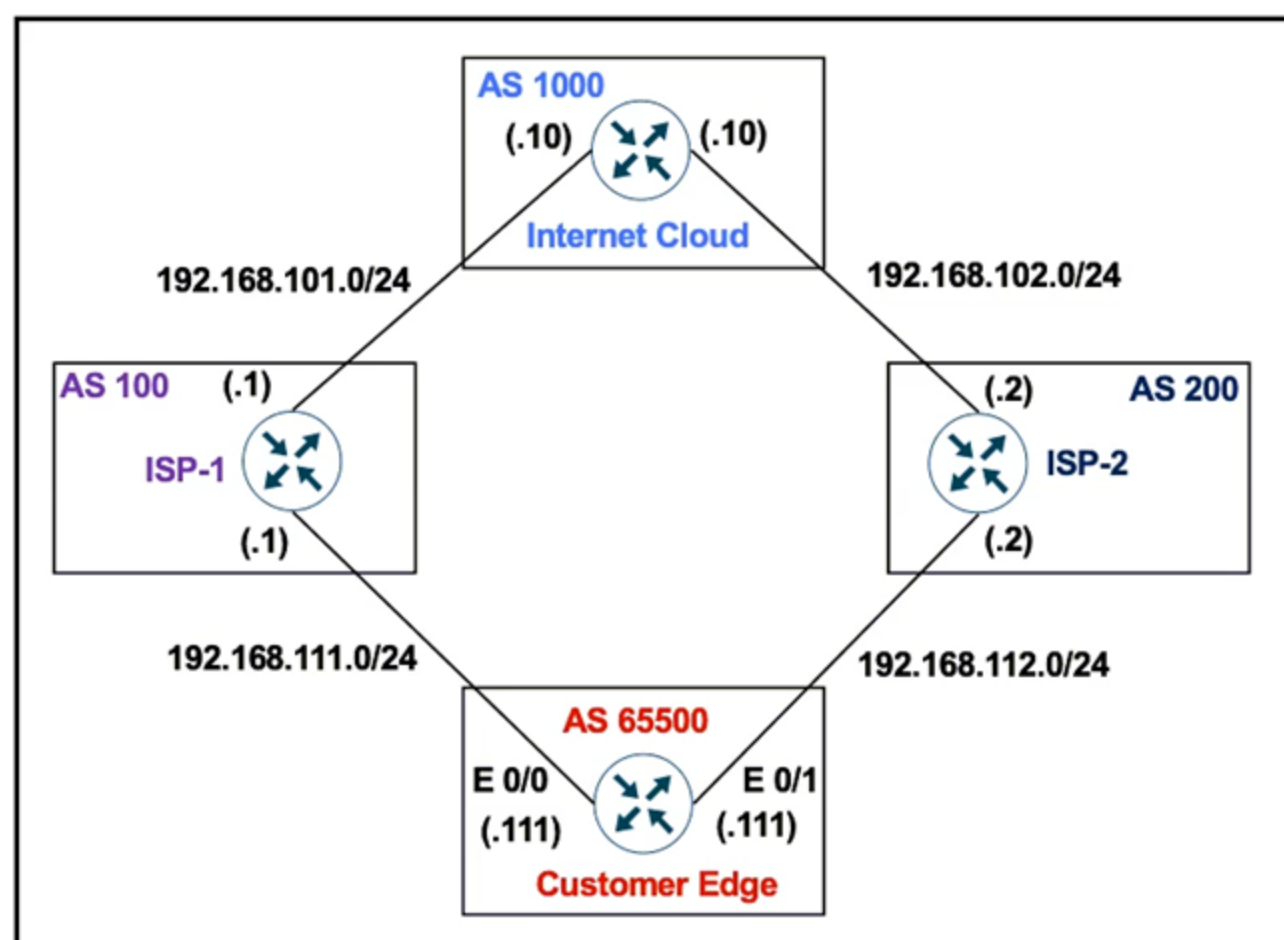 AS 1000
(.10)
(.10)
Internet Cloud
192.168.101.0/24
192.168.102.0/24
AS 100
(.1)
ISP-1
(.1)
(.2)
AS 200
ISP-2
(.2)
192.168.111.0/24
192.168.112.0/24
AS 65500
E 0/0
E 0/1
(.111)
(.111)
Customer Edge